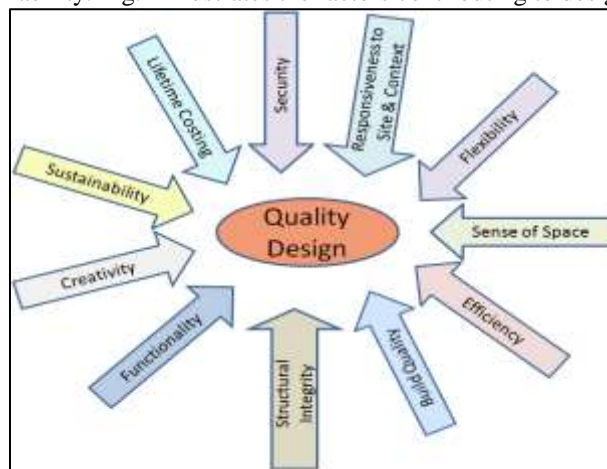 Lifetime Costing
Security
Responsiveness to
Site & Context
Flexibility
Sustainability
Quality
Design
Sense of Space
Creativity
Efficiency
Functionality
Structural
Integrity
Build Quality